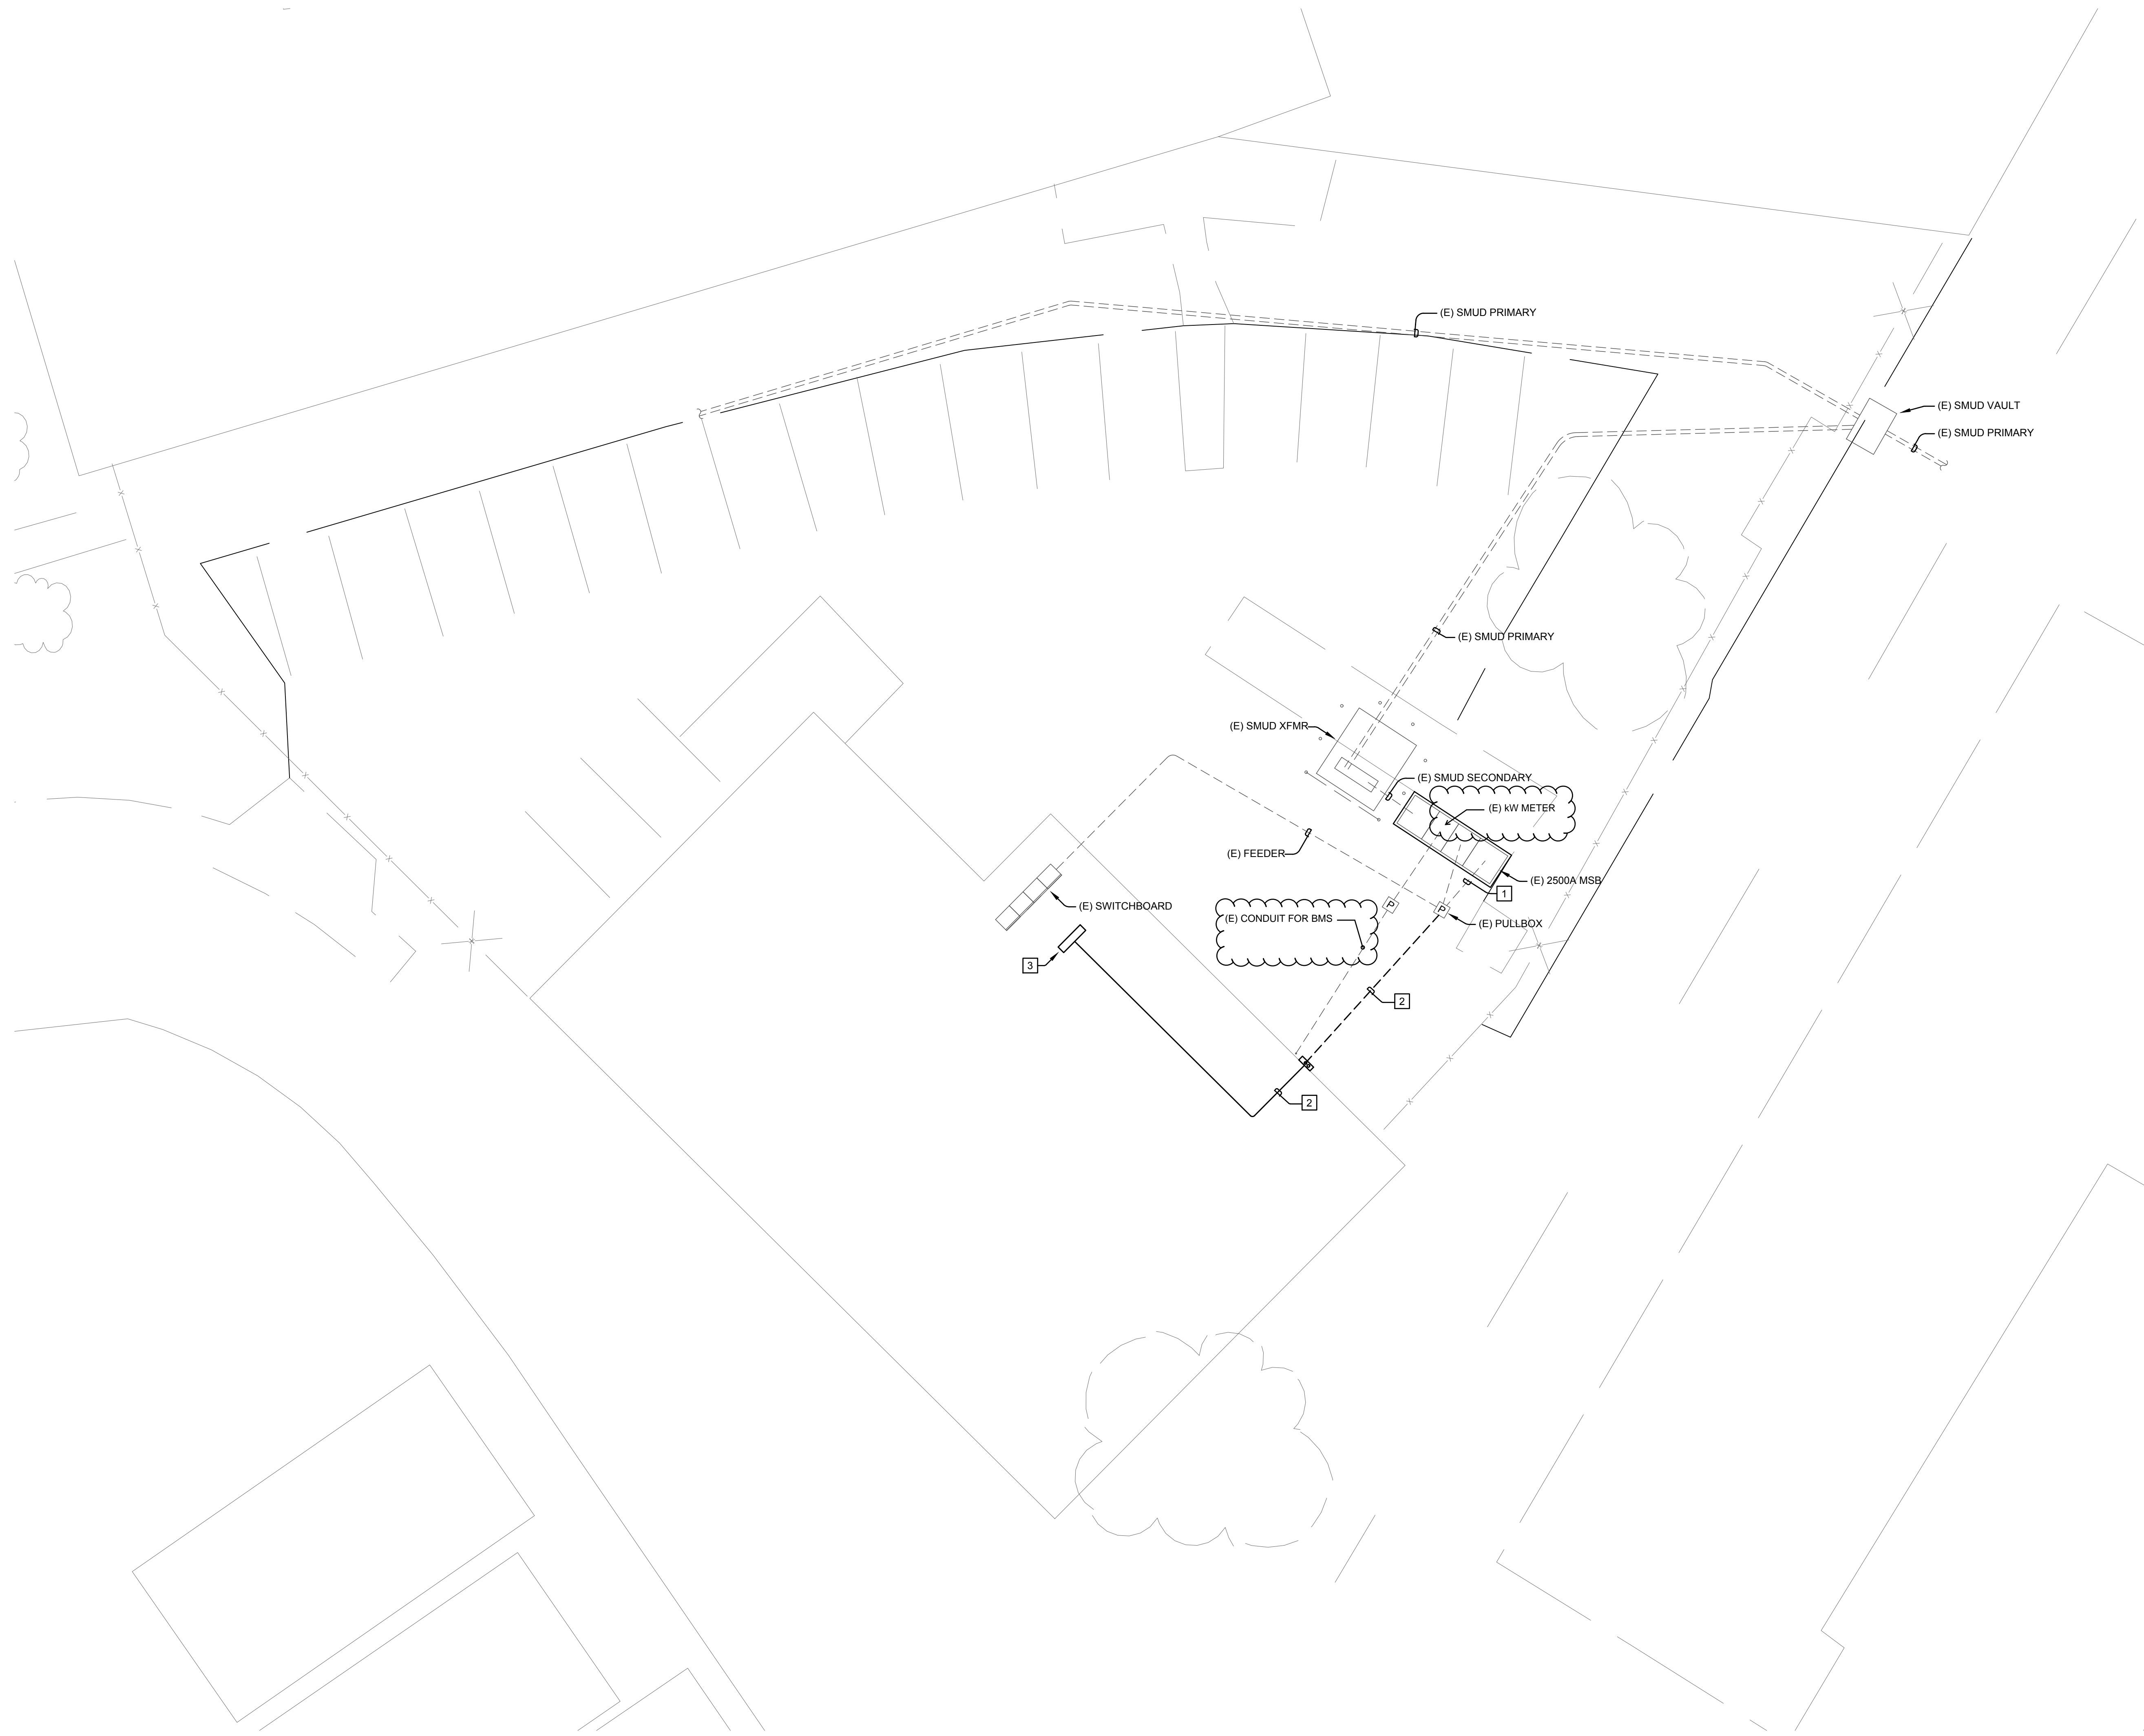 (E) SMUD PRIMARY
(E) SMUD VAULT
(E) SMUD PRIMARY
(E) SMUD PRIMARY
(E) SMUD XFMR
(E) SMUD SECONDARY
(E) kW METER
(E) FEEDER
(E) 2500A MSB
1
(E) SWITCHBOARD
P
P
(E) CONDUIT FOR BMS
(E) PULLBOX
3
2
2